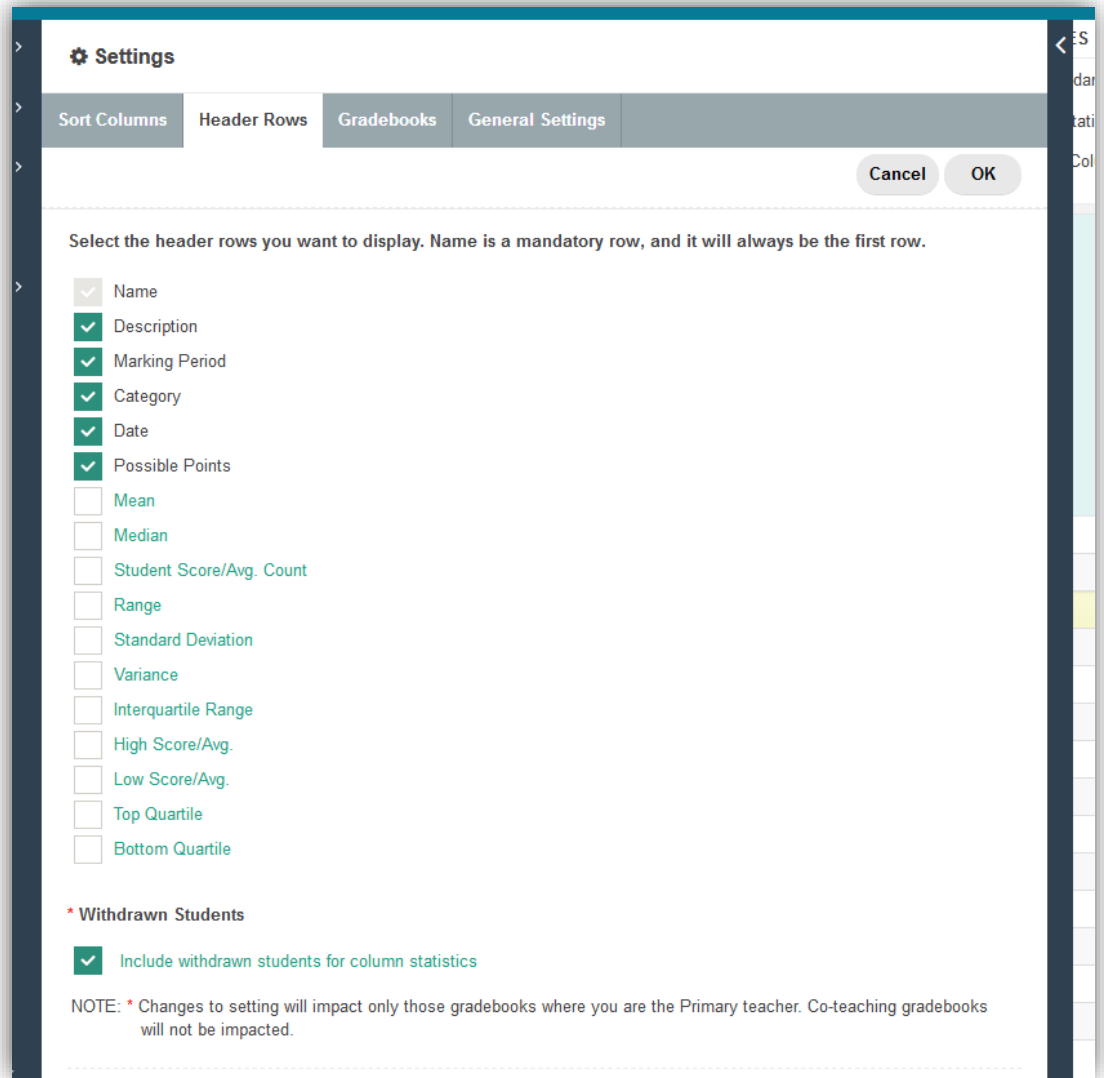 Settings
ES
dar
Sort Columns Header Rows Gradebooks General Settings
tati
Col
Cancel OK
Select the header rows you want to display. Name is a mandatory row, and it will always be the first row.
Name
Description
Marking Period
Category
Date
Possible Points
Mean
Median
Student Score/Avg. Count
Range
Standard Deviation
Variance
Interquartile Range
High Score/Avg.
Low Score/Avg.
Top Quartile
Bottom Quartile
* Withdrawn Students
Include withdrawn students for column statistics
NOTE: * Changes to setting will impact only those gradebooks where you are the Primary teacher. Co-teaching gradebooks
will not be impacted.